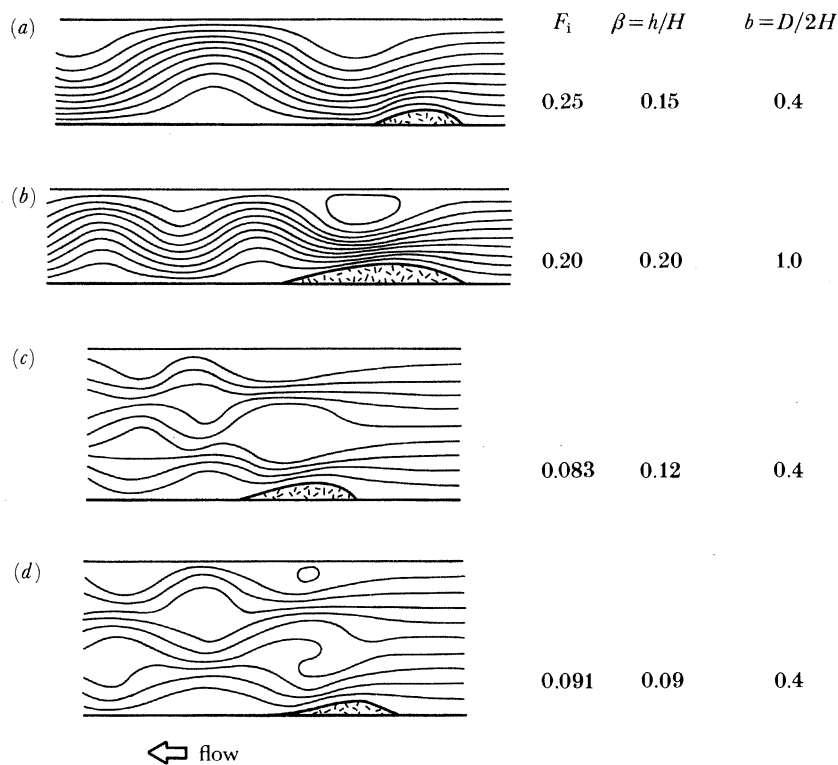 (a) F_i β = h/H b = D/2H
0.25 0.15 0.4
(b)
0.20 0.20 1.0
(c)
0.083 0.12 0.4
(d)
0.091 0.09 0.4
flow